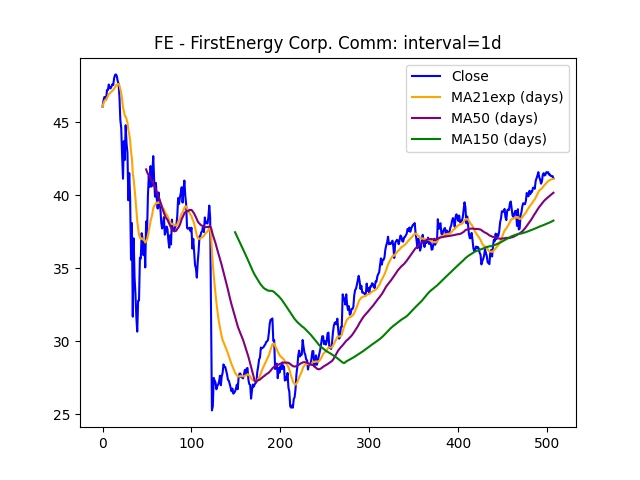 FE - FirstEnergy Corp. Comm: interval=1d
Close
MA21exp (days)
MA50 (days)
MA150 (days)
45
40
35
30
25
0 100 200 300 400 500